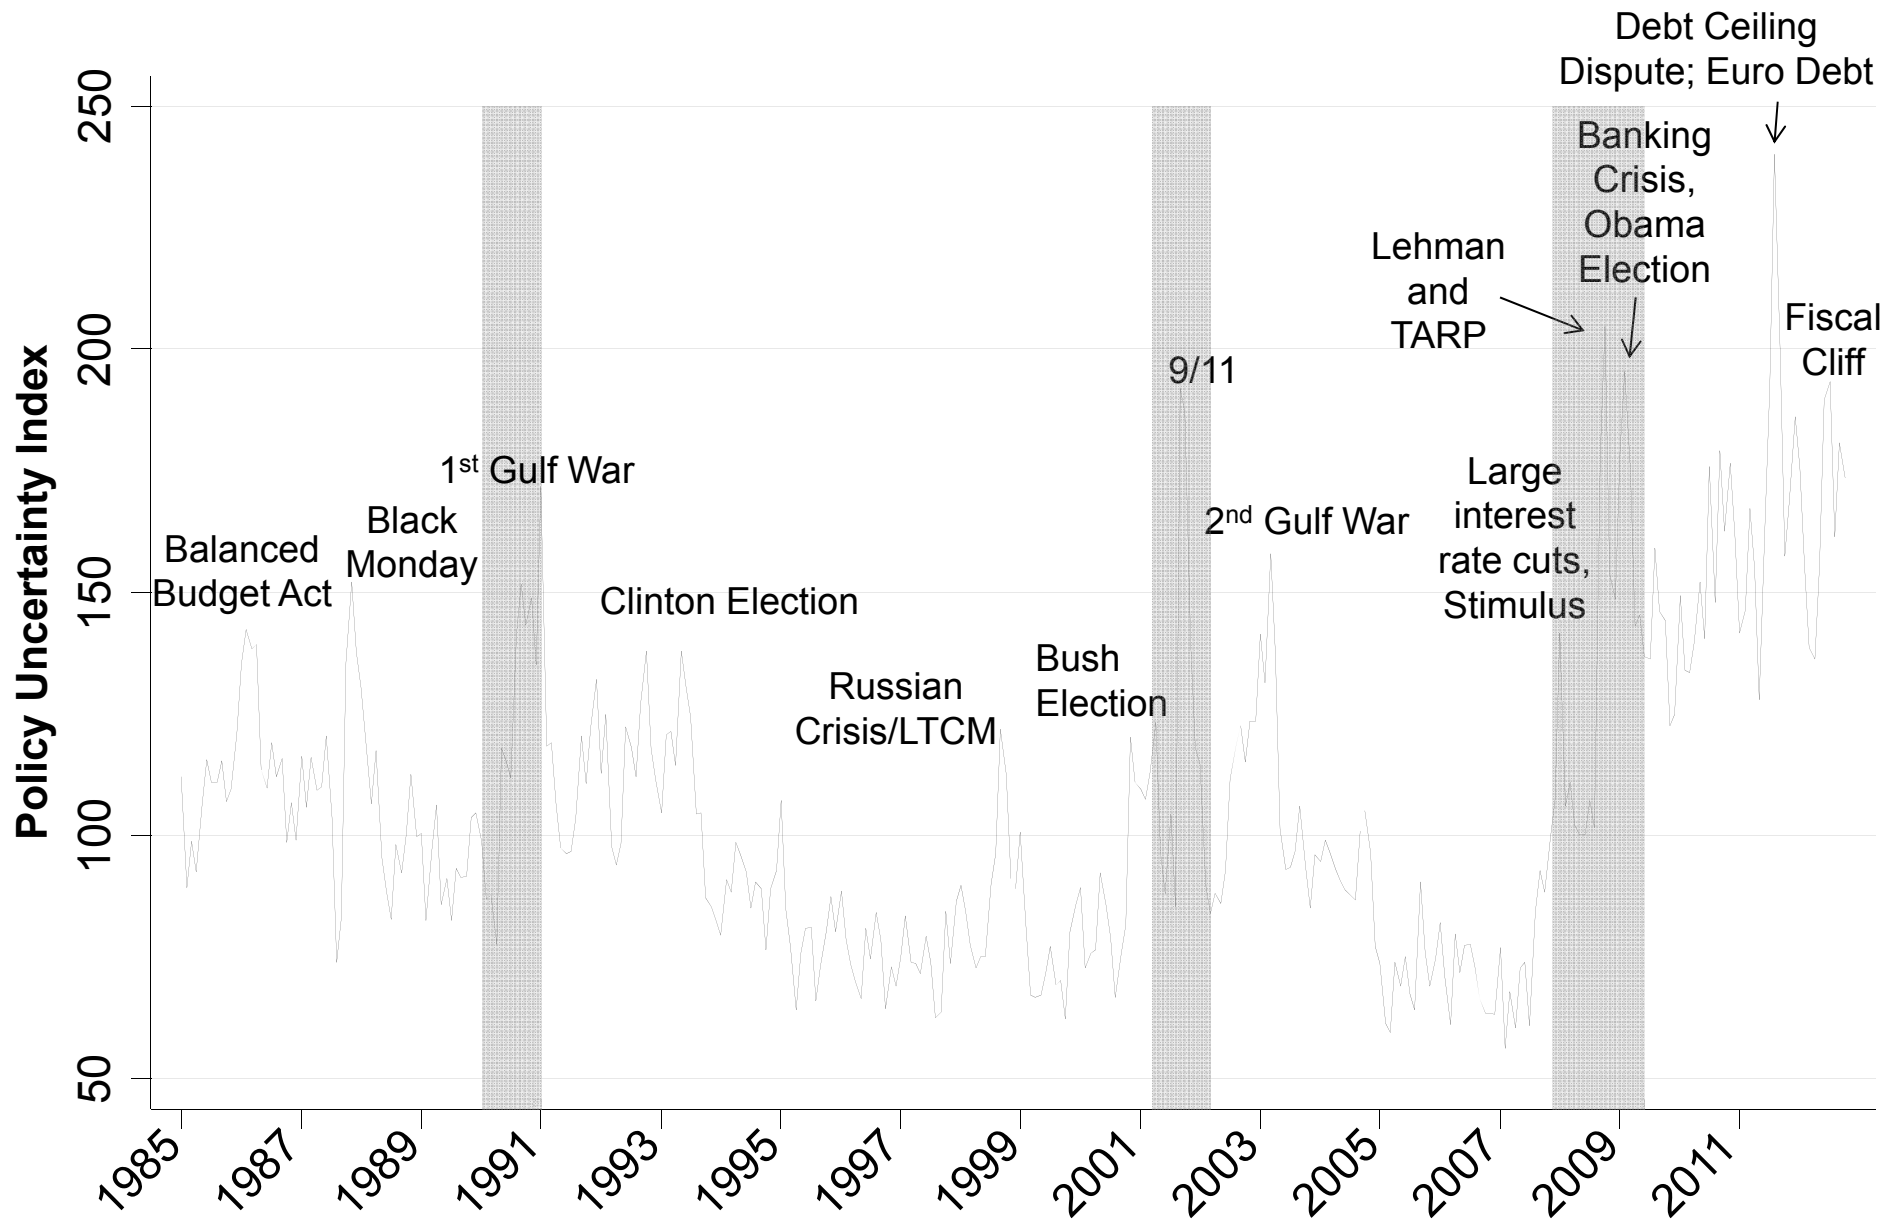 Debt Ceiling
Dispute; Euro Debt
Banking
Crisis,
Obama
Election
Lehman
and
TARP
Fiscal
Cliff
9/11
1st Gulf War
Black
Monday
Balanced
Budget Act
Clinton Election
Russian
Crisis/LTCM
Bush
Election
2nd Gulf War
Large
interest
rate cuts,
Stimulus
Policy Uncertainty Index
250
200
150
100
50
1985
1987
1989
1991
1993
1995
1997
1999
2001
2003
2005
2007
2009
2011